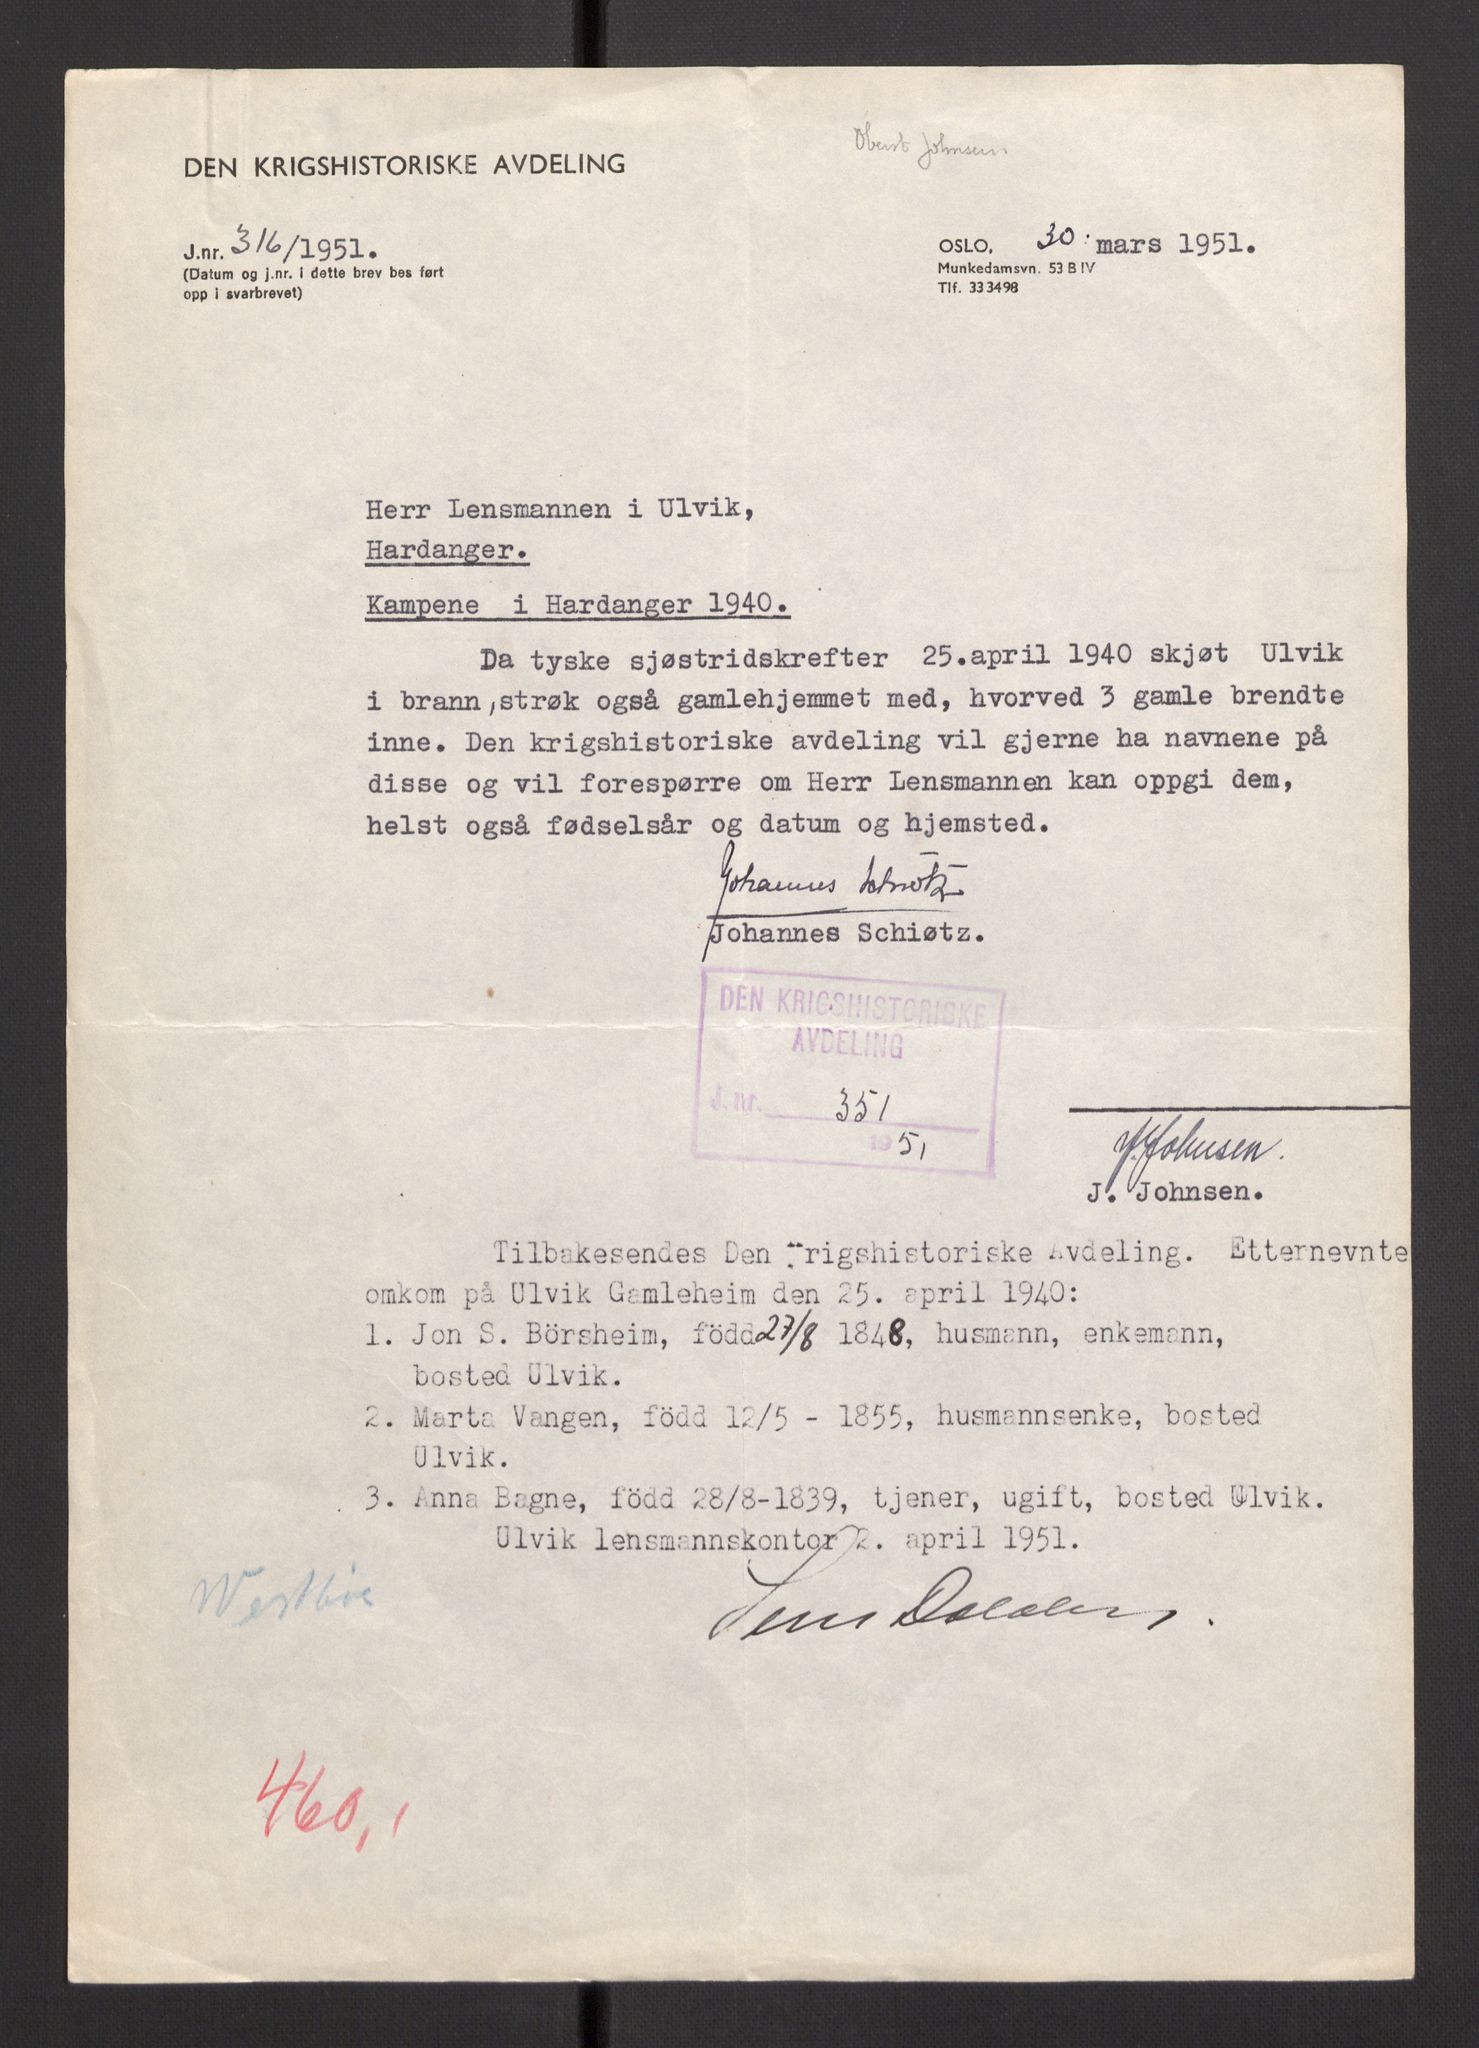 Oberst Johnsen
DEN KRIGSHISTORISKE AVDELING
J.nr. 316/1951.
(Datum og j.nr. i dette brev bes ført
opp i svarbrevet)
OSLO, 30. mars 1951.
Munkedamsvn. 53 B IV
Tlf. 33 3498
Herr Lensmannen i Ulvik,
Hardanger.
Kampene i Hardanger 1940.
Da tyske sjøstridskrefter 25.april 1940 skjøt Ulvik
i brann, strøk også gamlehjemmet med, hvorved 3 gamle brendte
inne. Den krigshistoriske avdeling vil gjerne ha navnene på
disse og vil forespørre om Herr Lensmannen kan oppgi dem,
helst også fødselsår og datum og hjemsted.
Johannes Schiøtz
Johannes Schiøtz.
DEN KRIGSHISTORISKE
AVDELING
J. nr. 351
1951
J. Johnsen.
J. Johnsen.
Tilbakesendes Den Krigshistoriske Avdeling. Etternevnte
omkom på Ulvik Gamleheim den 25. april 1940:
1. Jon S. Börsheim, född 27/8 1848, husmann, enkemann,
bosted Ulvik.
2. Marta Vangen, född 12/5 - 1855, husmannsenke, bosted
Ulvik.
3. Anna Bagne, född 28/8-1839, tjener, ugift, bosted Ulvik.
Ulvik lensmannskontor 2. april 1951.
460,1